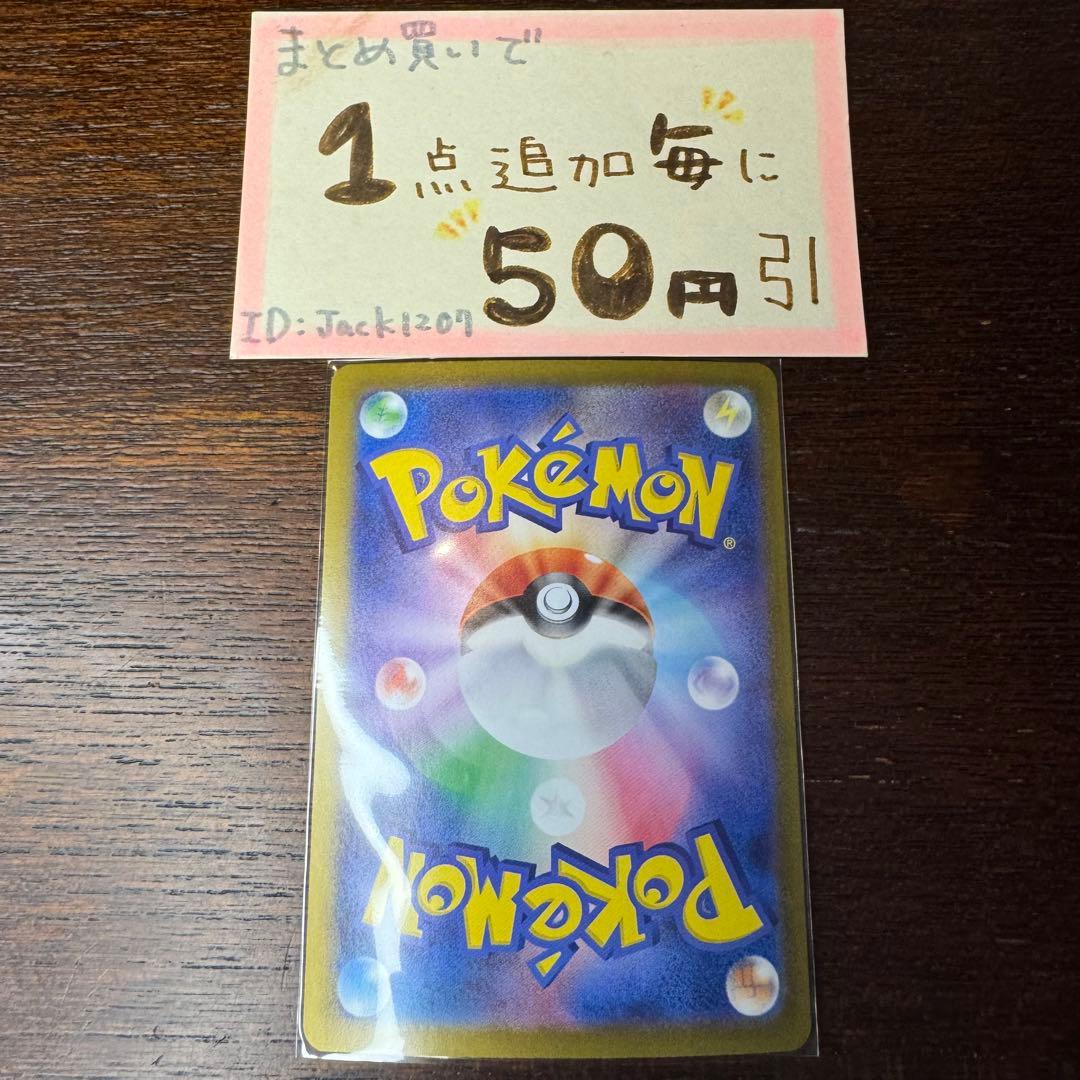 まとめ買いで
1点追加毎に
50円引
ID:Jack1207
POKéMON
®
POKéMON